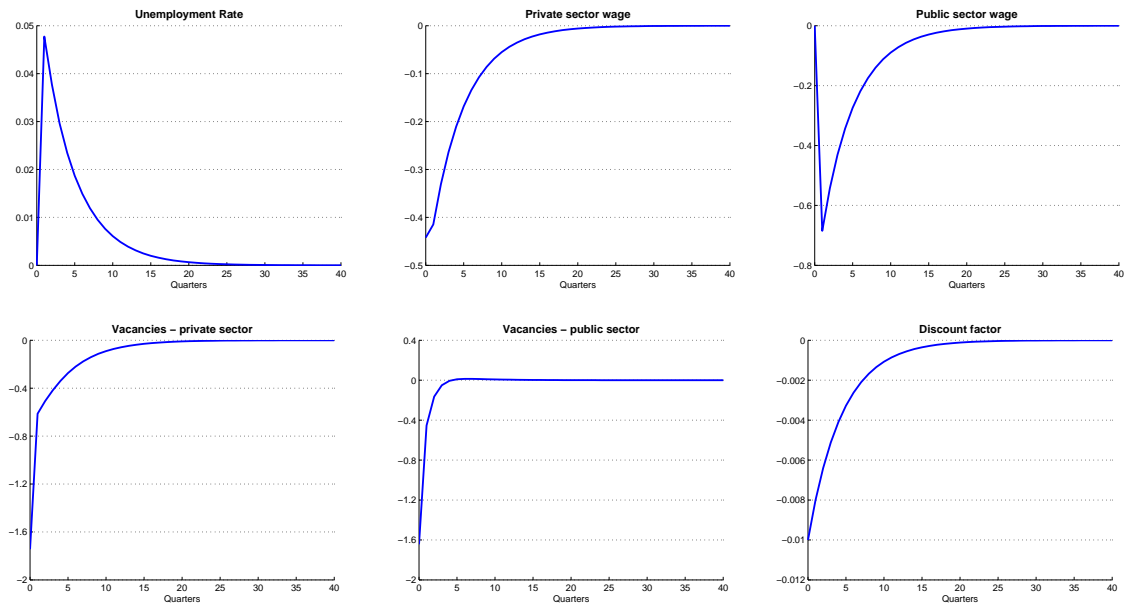 Unemployment Rate
0.05
0.04
0.03
0.02
0.01
0
0 5 10 15 20 25 30 35 40
Quarters
Private sector wage
0
−0.1
−0.2
−0.3
−0.4
−0.5
0 5 10 15 20 25 30 35 40
Quarters
Public sector wage
0
−0.2
−0.4
−0.6
−0.8
0 5 10 15 20 25 30 35 40
Quarters
Vacancies − private sector
0
−0.4
−0.8
−1.2
−1.6
−2
0 5 10 15 20 25 30 35 40
Quarters
Vacancies − public sector
0.4
0
−0.4
−0.8
−1.2
−1.6
−2
0 5 10 15 20 25 30 35 40
Quarters
Discount factor
0
−0.002
−0.004
−0.006
−0.008
−0.01
−0.012
0 5 10 15 20 25 30 35 40
Quarters